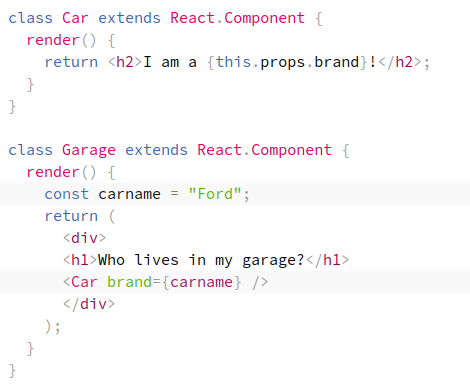 class Car extends React.Component {
  render() {
    return <h2>I am a {this.props.brand}!</h2>;
  }
}

class Garage extends React.Component {
  render() {
    const carname = "Ford";
    return (
      <div>
      <h1>Who lives in my garage?</h1>
      <Car brand={carname} />
      </div>
    );
  }
}